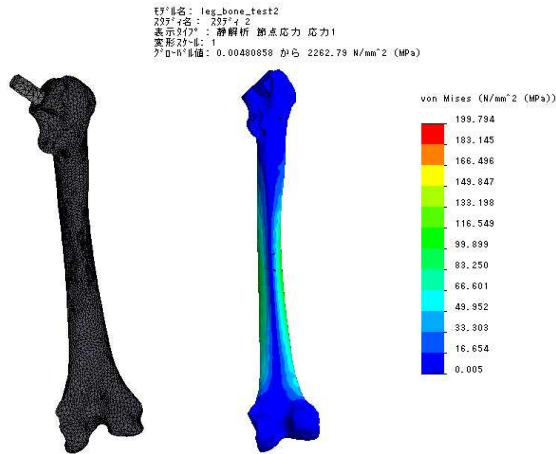 モデル名: leg_bone_test2
スタディ名: スタディ 2
表示タイプ: 静解析 節点応力 応力1
変形スケール: 1
グローバル値: 0.00480858 から 2262.79 N/mm^2 (MPa)
von Mises (N/mm^2 (MPa))
199.794
183.145
166.496
149.847
133.198
116.549
99.899
83.250
66.601
49.952
33.303
16.654
0.005